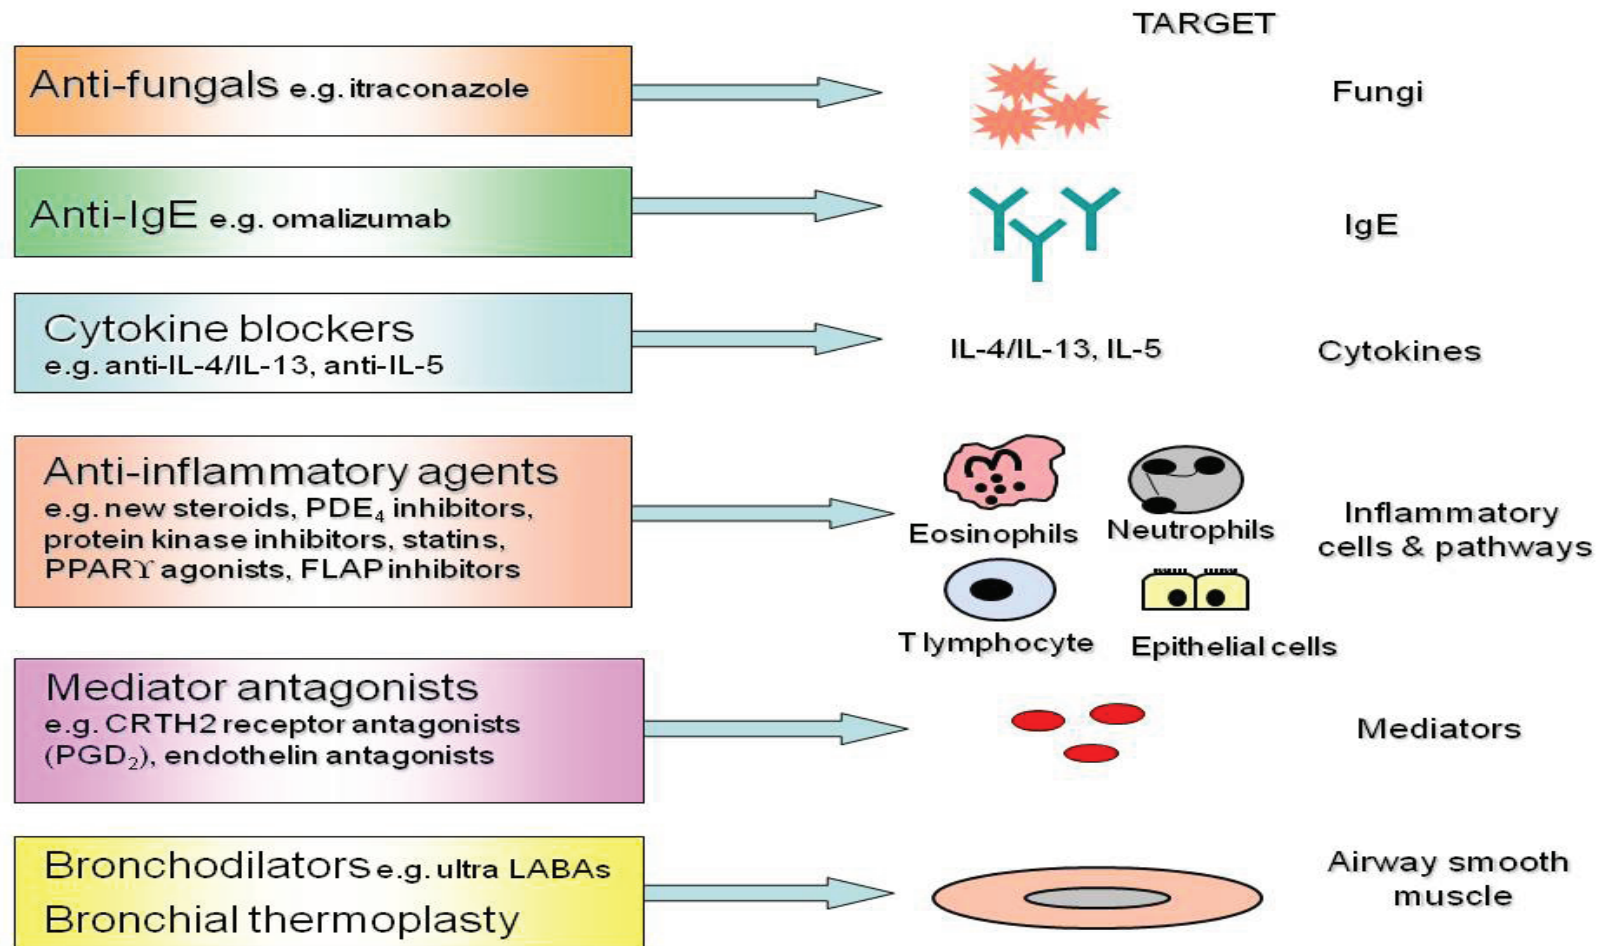 TARGET
Anti-fungals e.g. itraconazole
Fungi
Anti-IgE e.g. omalizumab
IgE
Cytokine blockers
e.g. anti-IL-4/IL-13, anti-IL-5
IL-4/IL-13, IL-5
Cytokines
Anti-inflammatory agents
e.g. new steroids, PDE₄ inhibitors,
protein kinase inhibitors, statins,
PPARϒ agonists, FLAP inhibitors
Eosinophils
Neutrophils
T lymphocyte
Epithelial cells
Inflammatory
cells & pathways
Mediator antagonists
e.g. CRTH2 receptor antagonists
(PGD₂), endothelin antagonists
Mediators
Bronchodilators e.g. ultra LABAs
Bronchial thermoplasty
Airway smooth
muscle